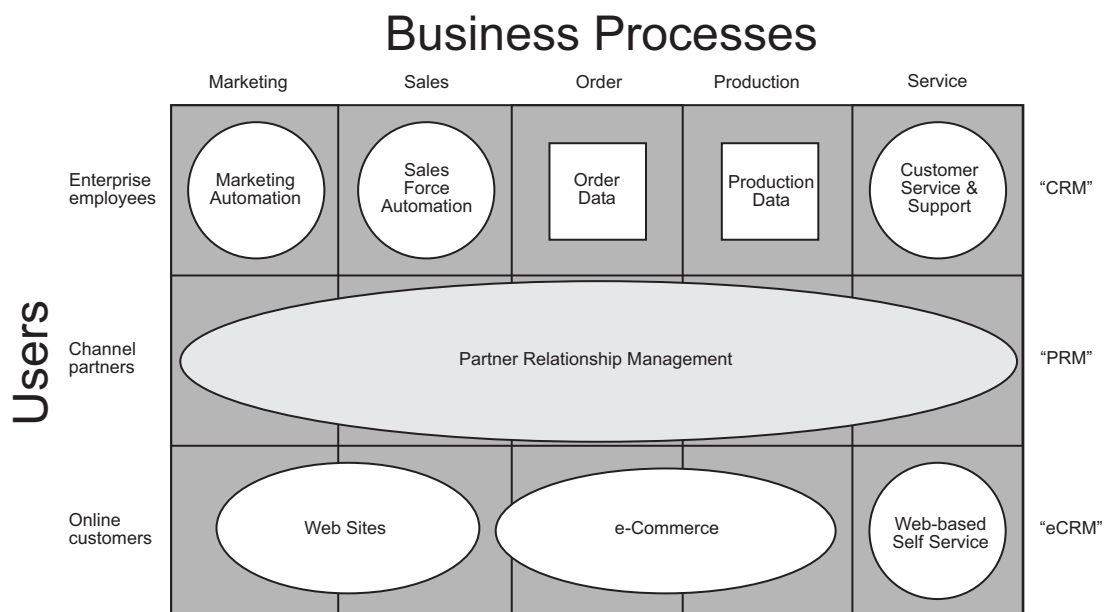 Business Processes
Marketing Sales Order Production Service
Users
Enterprise
employees
Marketing
Automation
Sales
Force
Automation
Order
Data
Production
Data
Customer
Service &
Support
“CRM”
Channel
partners
Partner Relationship Management
“PRM”
Online
customers
Web Sites
e-Commerce
Web-based
Self Service
“eCRM”